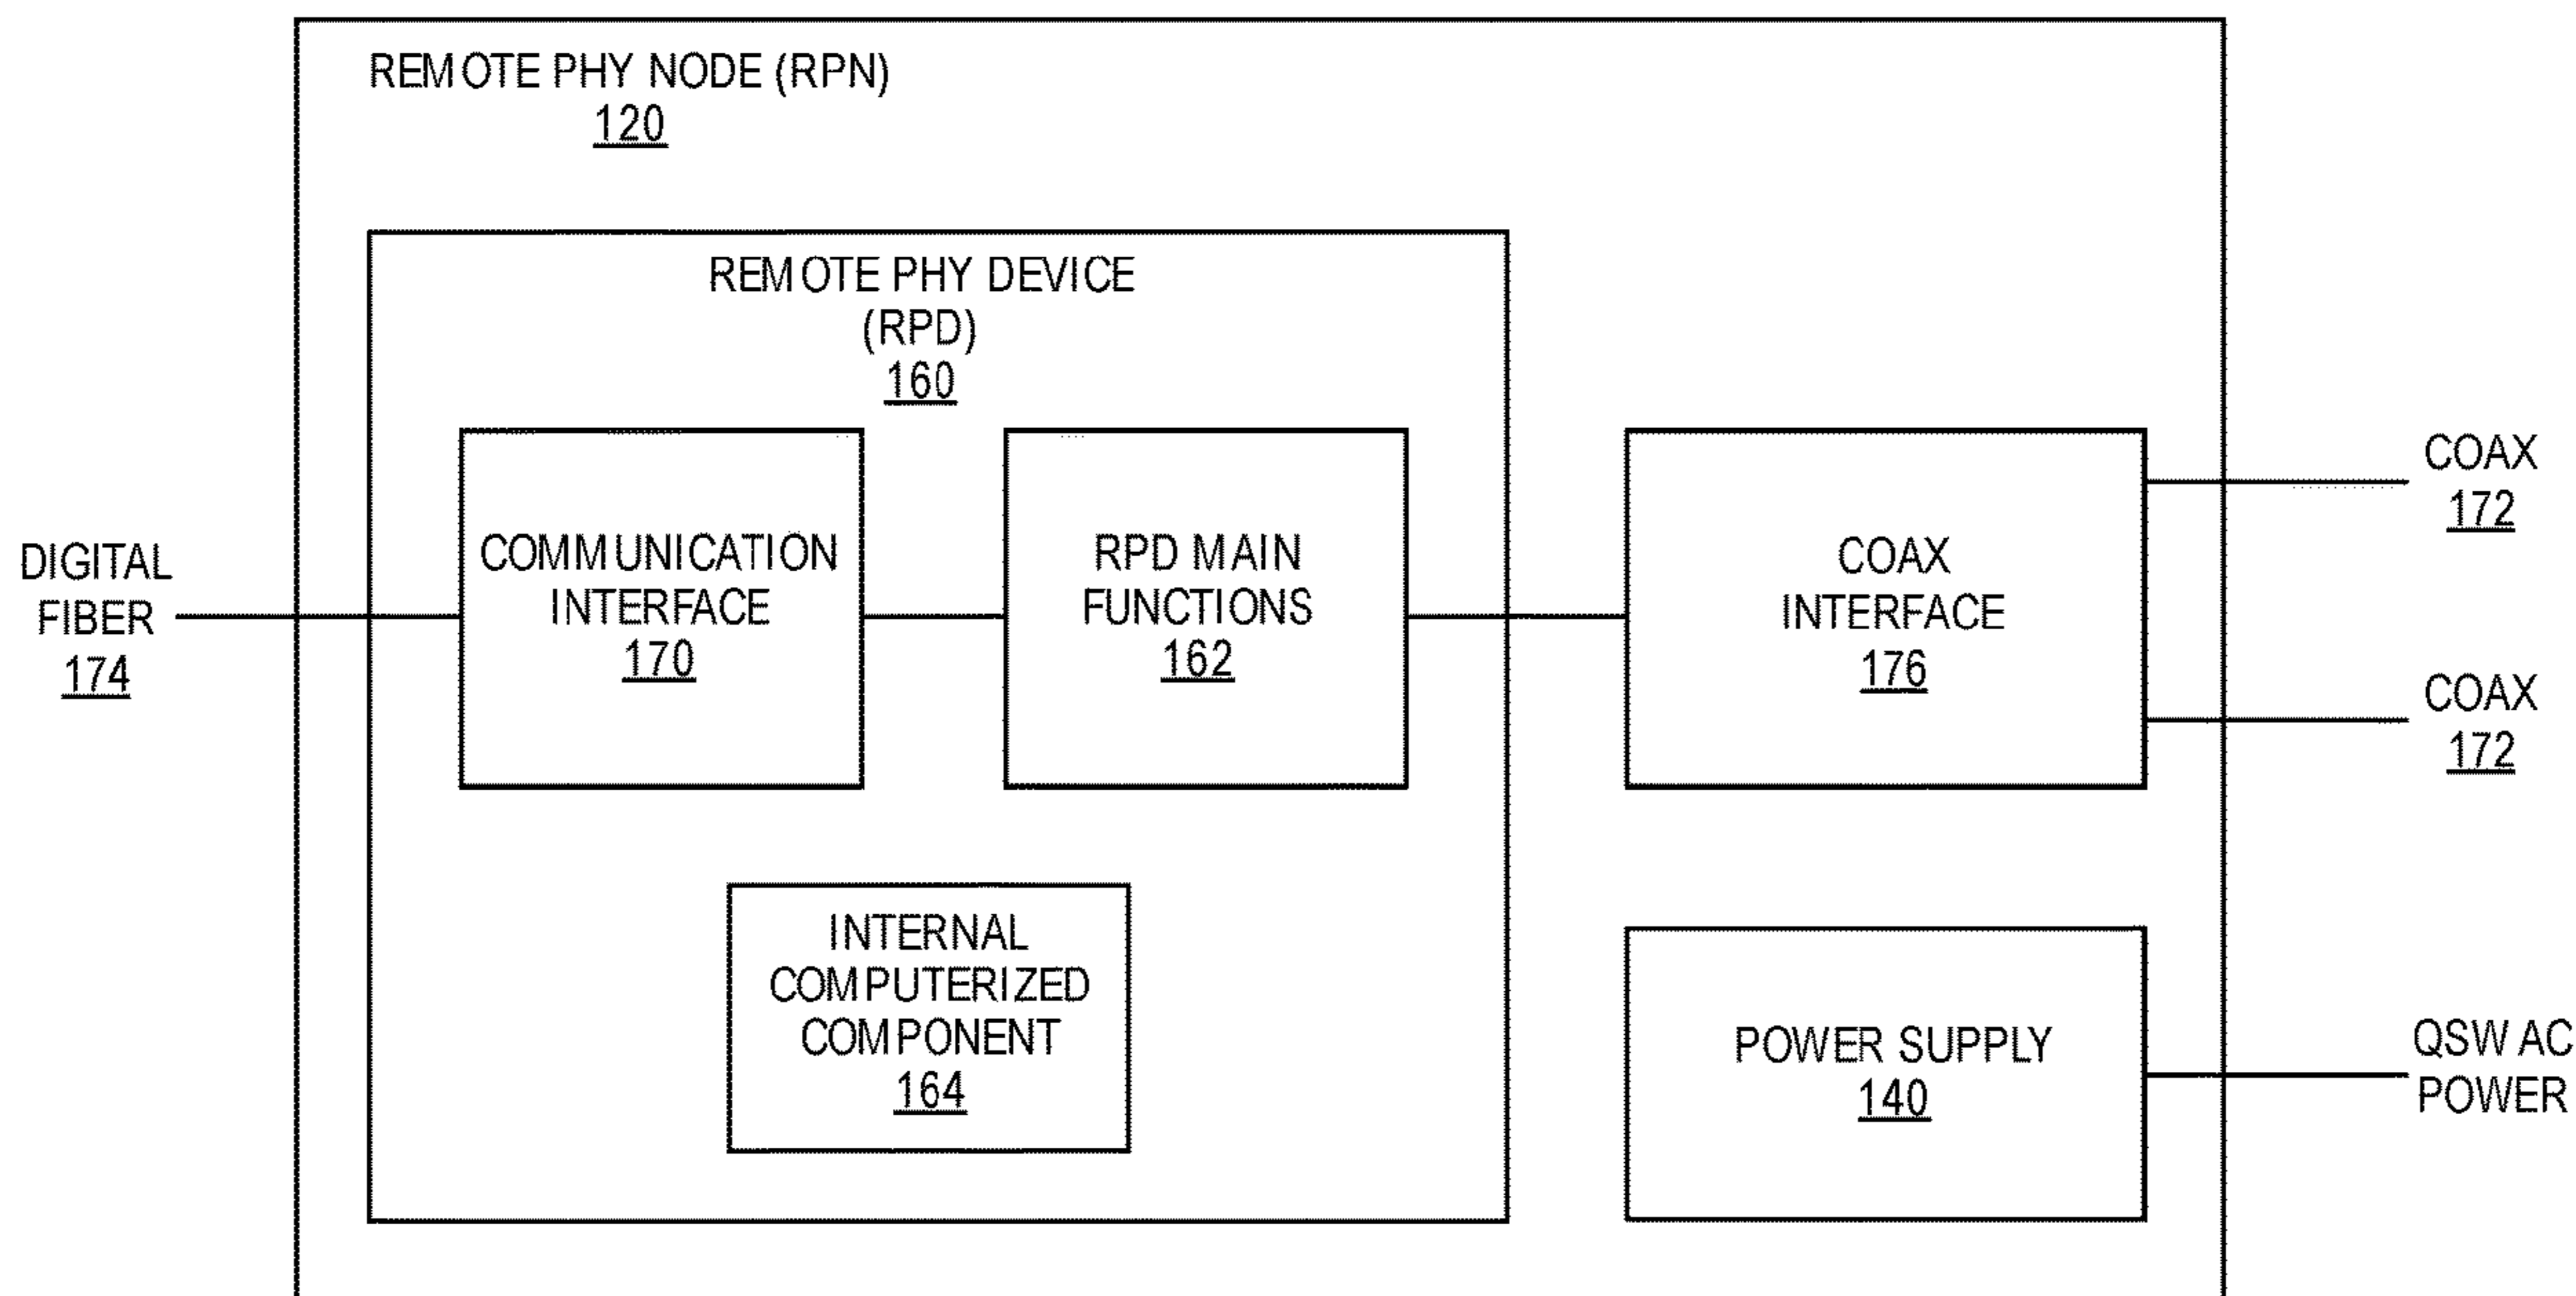 REMOTE PHY NODE (RPN)
120
REMOTE PHY DEVICE
(RPD)
160
DIGITAL
FIBER
174
COMMUNICATION
INTERFACE
170
RPD MAIN
FUNCTIONS
162
COAX
INTERFACE
176
COAX
172
COAX
172
INTERNAL
COMPUTERIZED
COMPONENT
164
POWER SUPPLY
140
QSW AC
POWER